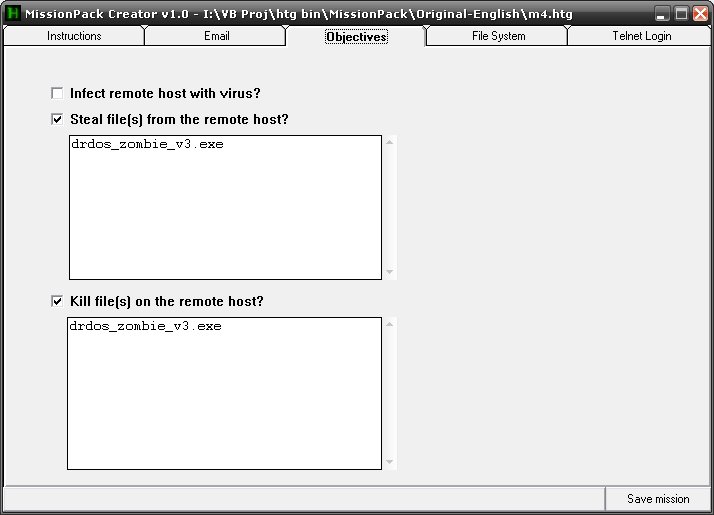 MissionPack Creator v1.0 - I:\VB Proj\htg bin\MissionPack\Original-English\m4.htg
Instructions Email Objectives File System Telnet Login
Infect remote host with virus?
Steal file(s) from the remote host?
drdos_zombie_v3.exe
Kill file(s) on the remote host?
drdos_zombie_v3.exe
Save mission